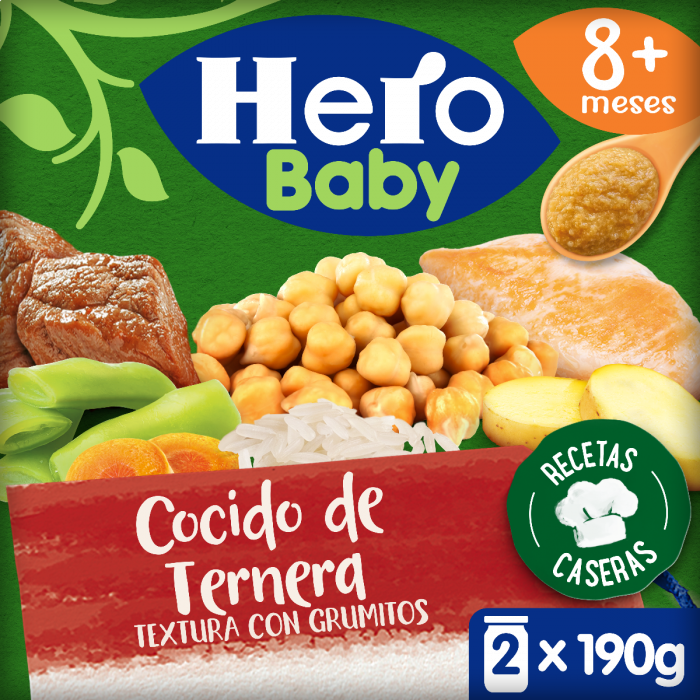 Hero
Baby
8+
meses
RECETAS
CASERAS
Cocido de
Ternera
TEXTURA CON GRUMITOS
2 x 190g